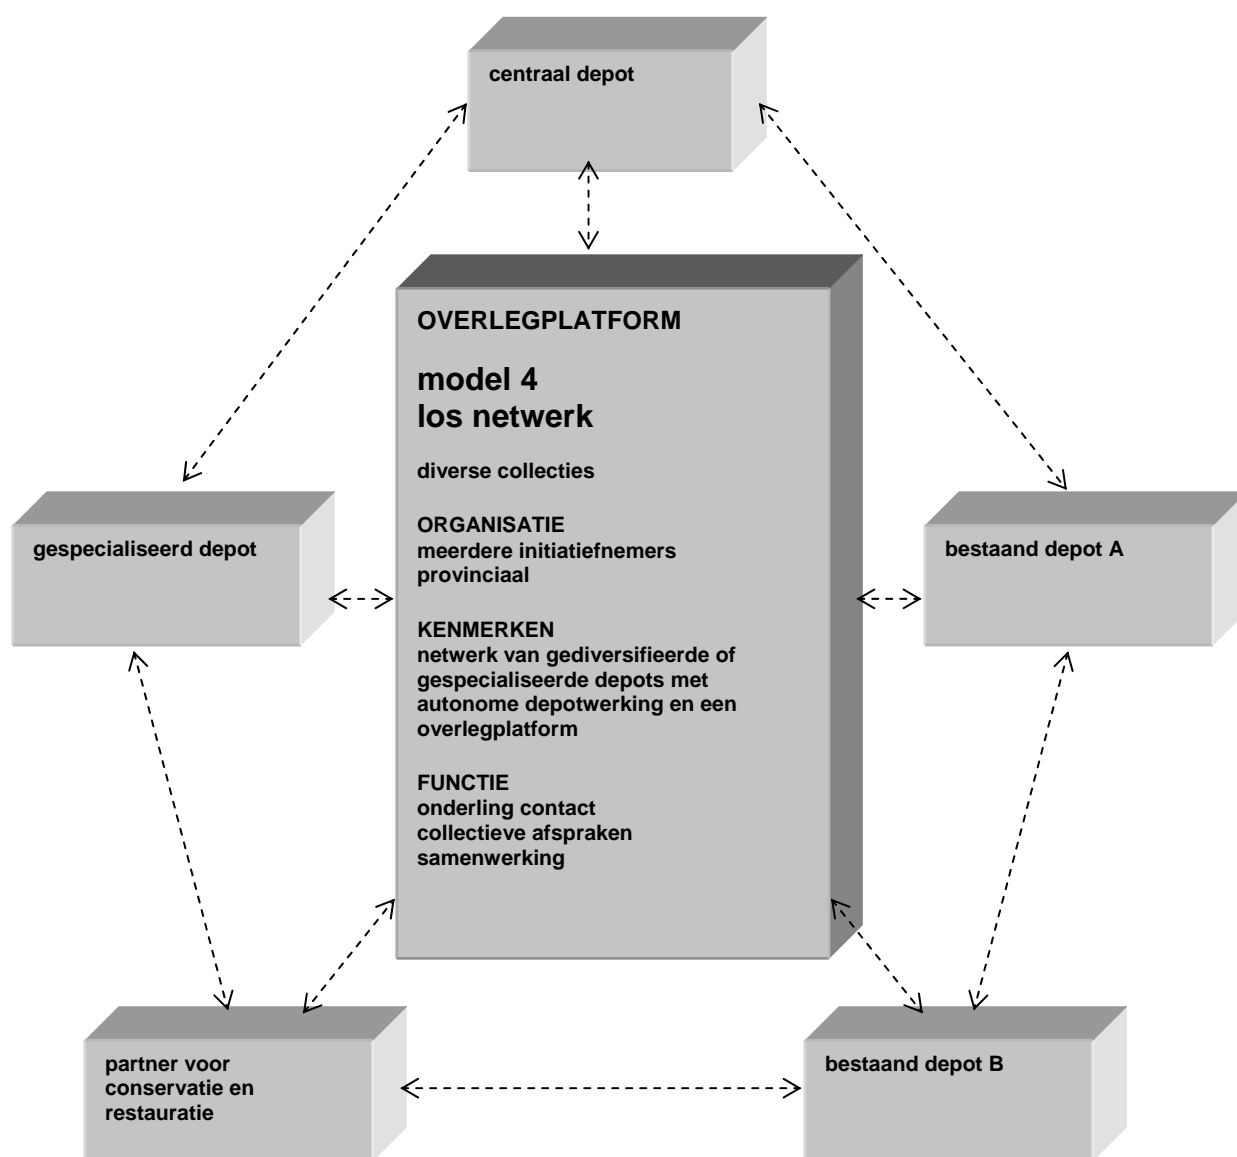 centraal depot
OVERLEGPLATFORM
model 4
los netwerk
diverse collecties
ORGANISATIE
meerdere initiatiefnemers
provinciaal
KENMERKEN
netwerk van gediversifieerde of
gespecialiseerde depots met
autonome depotwerking en een
overlegplatform
FUNCTIE
onderling contact
collectieve afspraken
samenwerking
gespecialiseerd depot
bestaand depot A
partner voor
conservatie en
restauratie
bestaand depot B